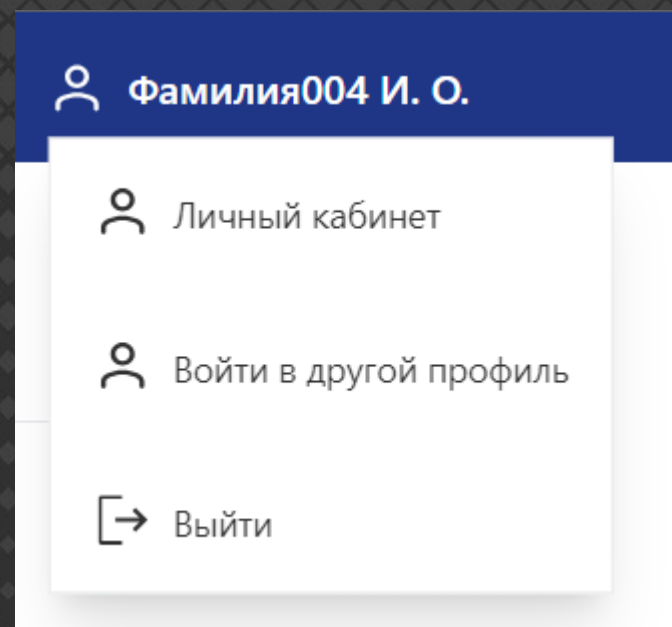 Фамилия004 И. О.
Личный кабинет
Войти в другой профиль
Выйти